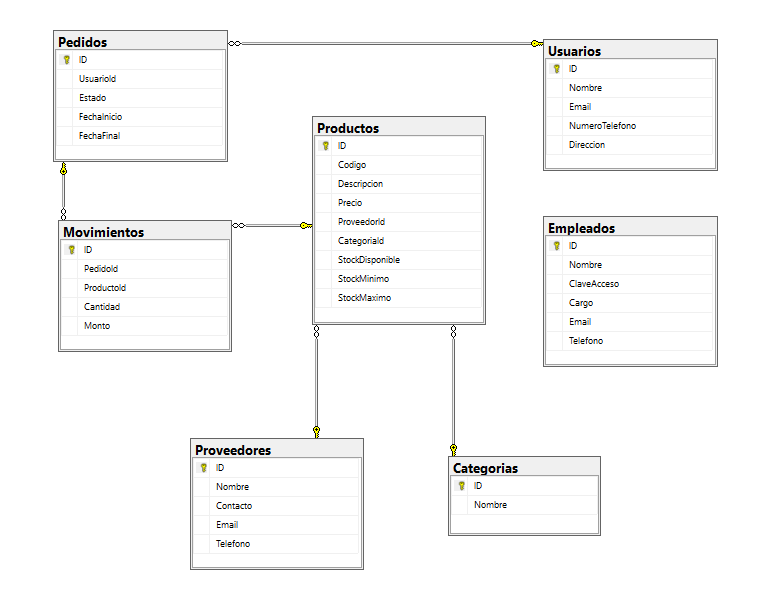 Pedidos
ID
UsuarioId
Estado
FechaInicio
FechaFinal
Usuarios
ID
Nombre
Email
NumeroTelefono
Direccion
Productos
ID
Codigo
Descripcion
Precio
ProveedorId
CategoriaId
StockDisponible
StockMinimo
StockMaximo
Movimientos
ID
PedidoId
ProductoId
Cantidad
Monto
Empleados
ID
Nombre
ClaveAcceso
Cargo
Email
Telefono
Proveedores
ID
Nombre
Contacto
Email
Telefono
Categorias
ID
Nombre